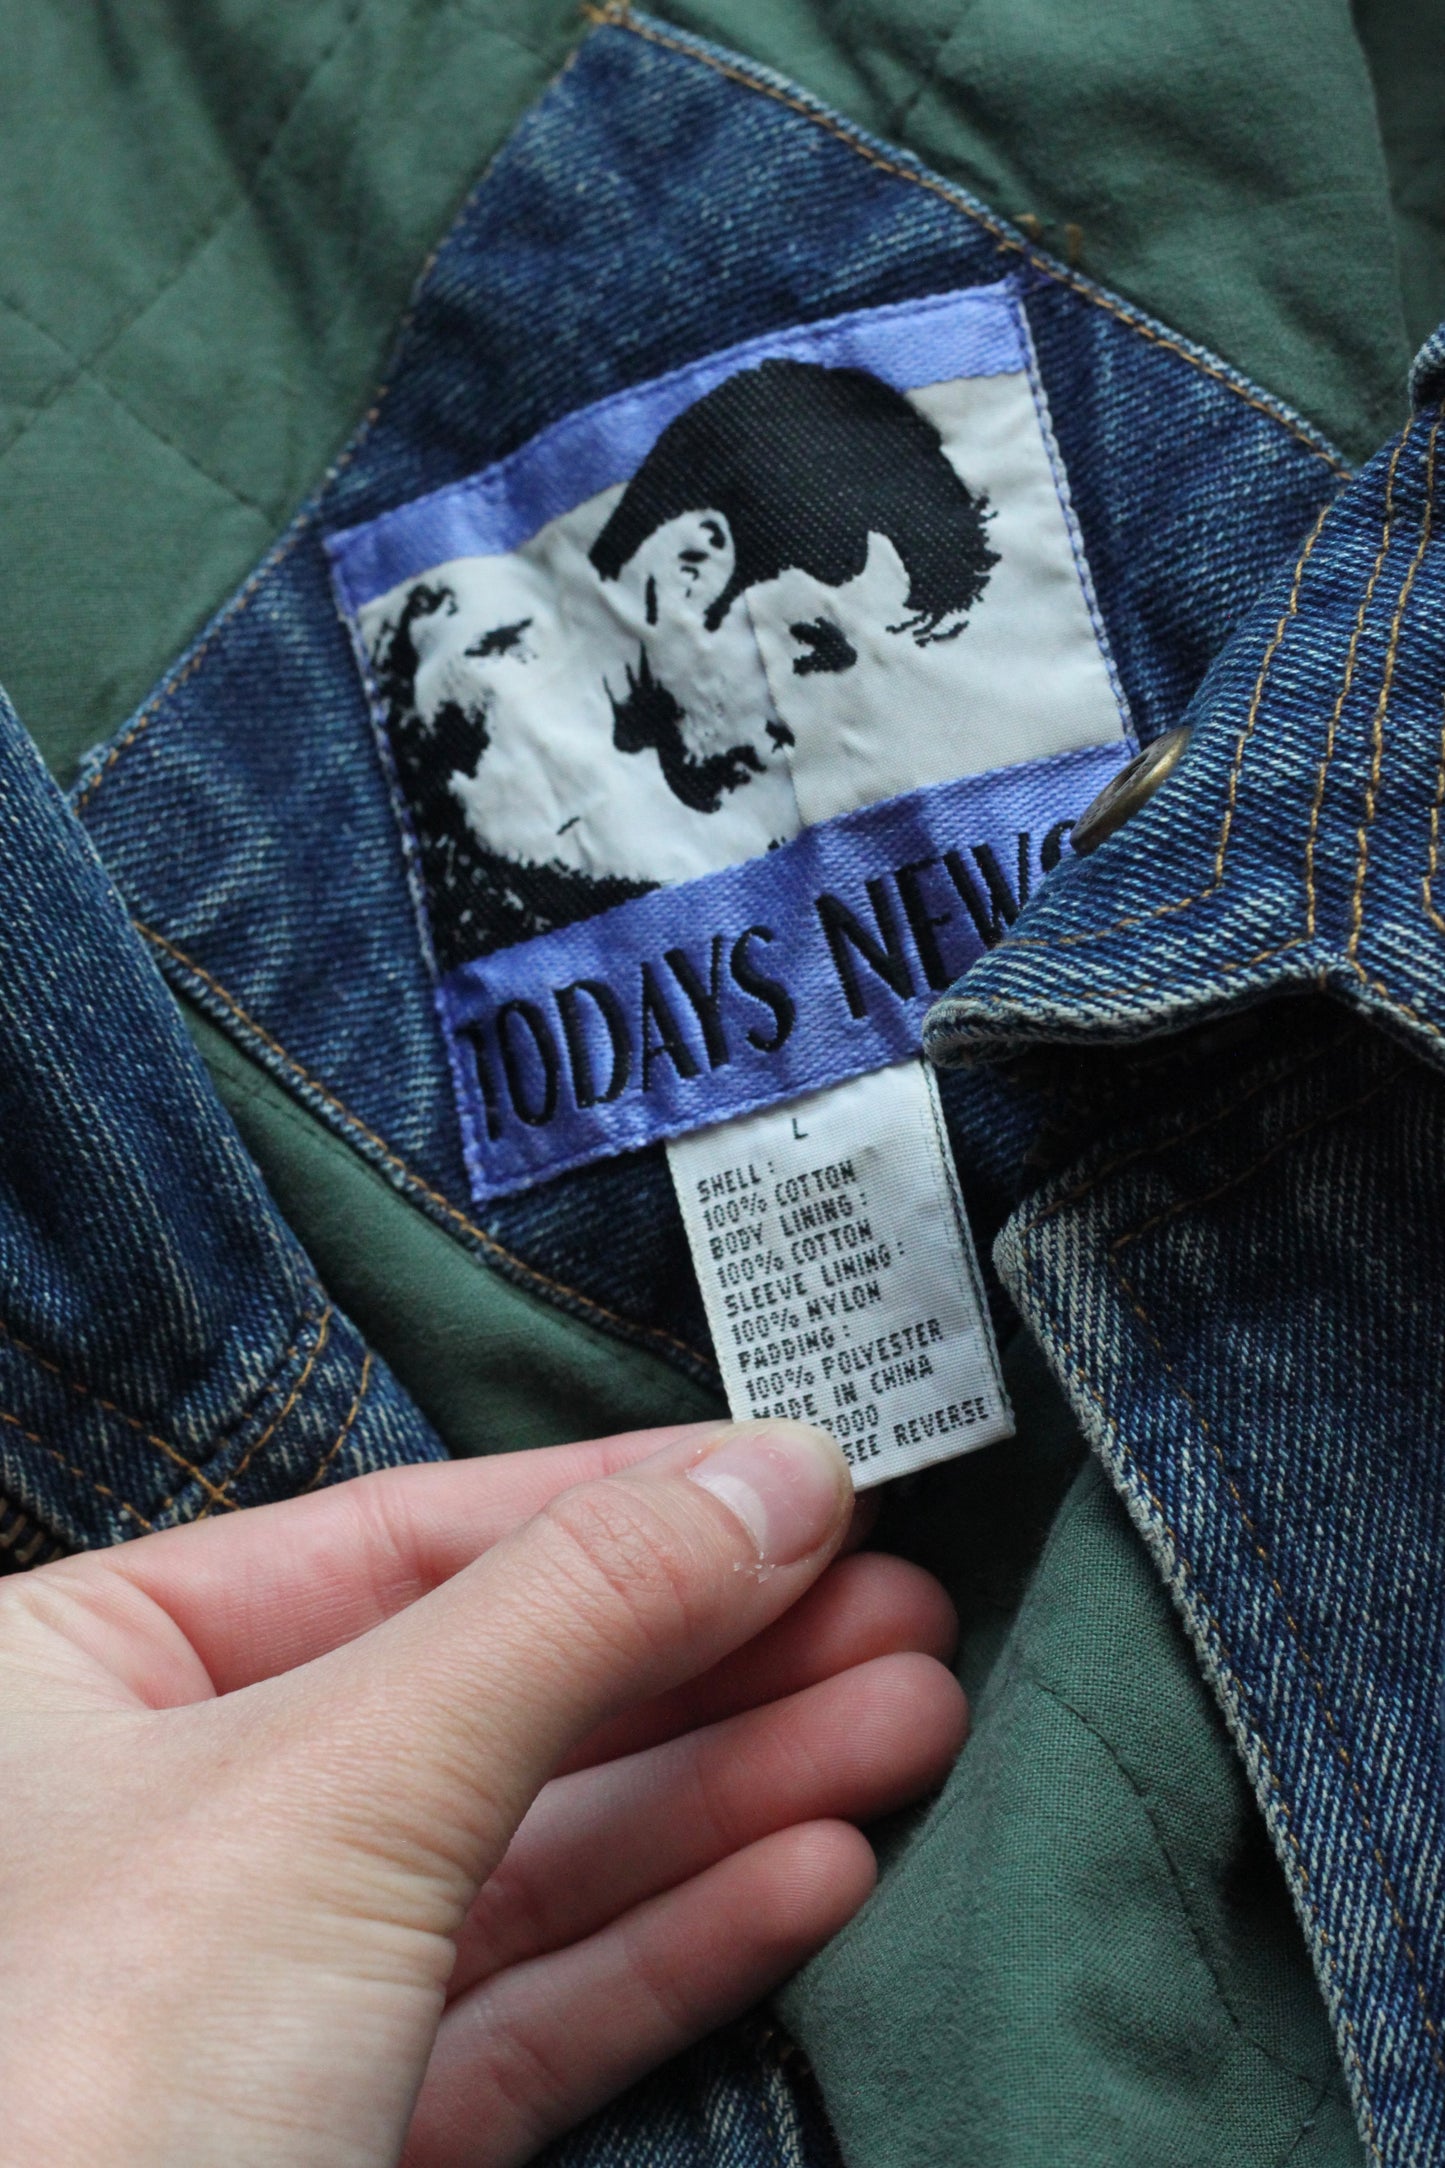 TODAYS NEWS
L
SHELL:
100% COTTON
BODY LINING:
100% COTTON
SLEEVE LINING:
100% NYLON
PADDING:
100% POLYESTER
MADE IN CHINA
SEE REVERSE